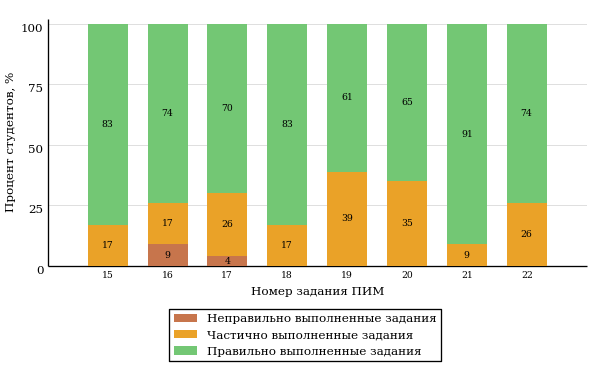 100
75
50
25
0
Процент студентов, %
83 74 70 83 61 65 91 74
17 17 26 17 39 35 9 26
9 4
15 16 17 18 19 20 21 22
Номер задания ПИМ
Неправильно выполненные задания
Частично выполненные задания
Правильно выполненные задания